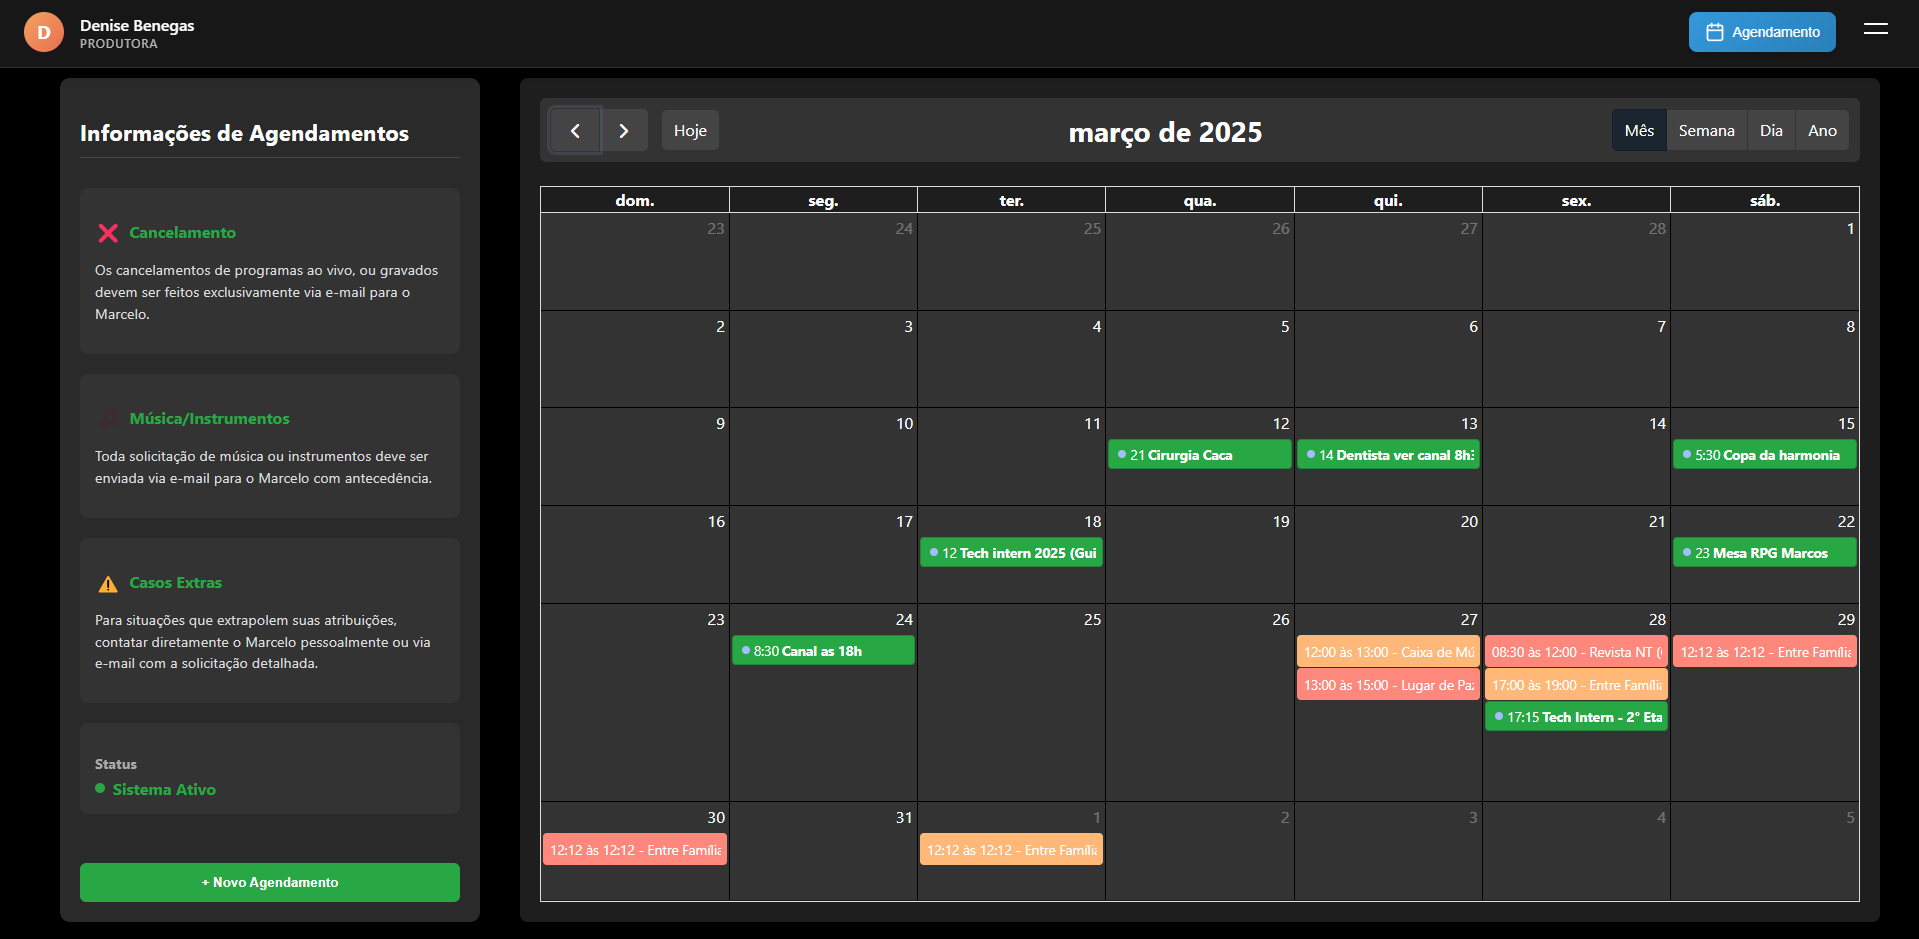 D
Denise Benegas
PRODUTORA
Agendamento
Informações de Agendamentos
Cancelamento
Os cancelamentos de programas ao vivo, ou gravados
devem ser feitos exclusivamente via e-mail para o
Marcelo.
Música/Instrumentos
Toda solicitação de música ou instrumentos deve ser
enviada via e-mail para o Marcelo com antecedência.
Casos Extras
Para situações que extrapolem suas atribuições,
contatar diretamente o Marcelo pessoalmente ou via
e-mail com a solicitação detalhada.
Status
Sistema Ativo
+ Novo Agendamento
Hoje
março de 2025
Mês Semana Dia Ano
dom. seg. ter. qua. qui. sex. sáb.
23 24 25 26 27 28 1
2 3 4 5 6 7 8
9 10 11 12 13 14 15
21 Cirurgia Caca
14 Dentista ver canal 8h
5:30 Copa da harmonia
16 17 18 19 20 21 22
12 Tech intern 2025 (Gui
23 Mesa RPG Marcos
23 24 25 26 27 28 29
8:30 Canal as 18h
12:00 às 13:00 - Caixa de Mú
13:00 às 15:00 - Lugar de Paz
08:30 às 12:00 - Revista NT (
17:00 às 19:00 - Entre Família
17:15 Tech Intern - 2° Eta
12:12 às 12:12 - Entre Família
30 31 1 2 3 4 5
12:12 às 12:12 - Entre Família
12:12 às 12:12 - Entre Família